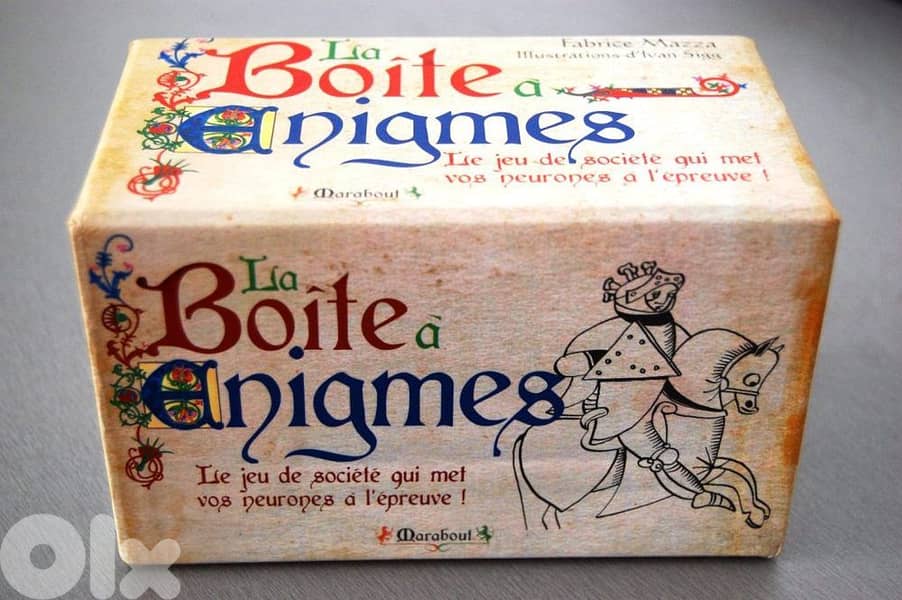 La
Boîte à
Enigmes
Fabrice Mazza
Illustrations d'Ivan Sigg
Le jeu de société qui met
vos neurones à l'épreuve !
Marabout
La
Boîte à
Enigmes
Le jeu de société qui met
vos neurones à l'épreuve !
Marabout
OLX